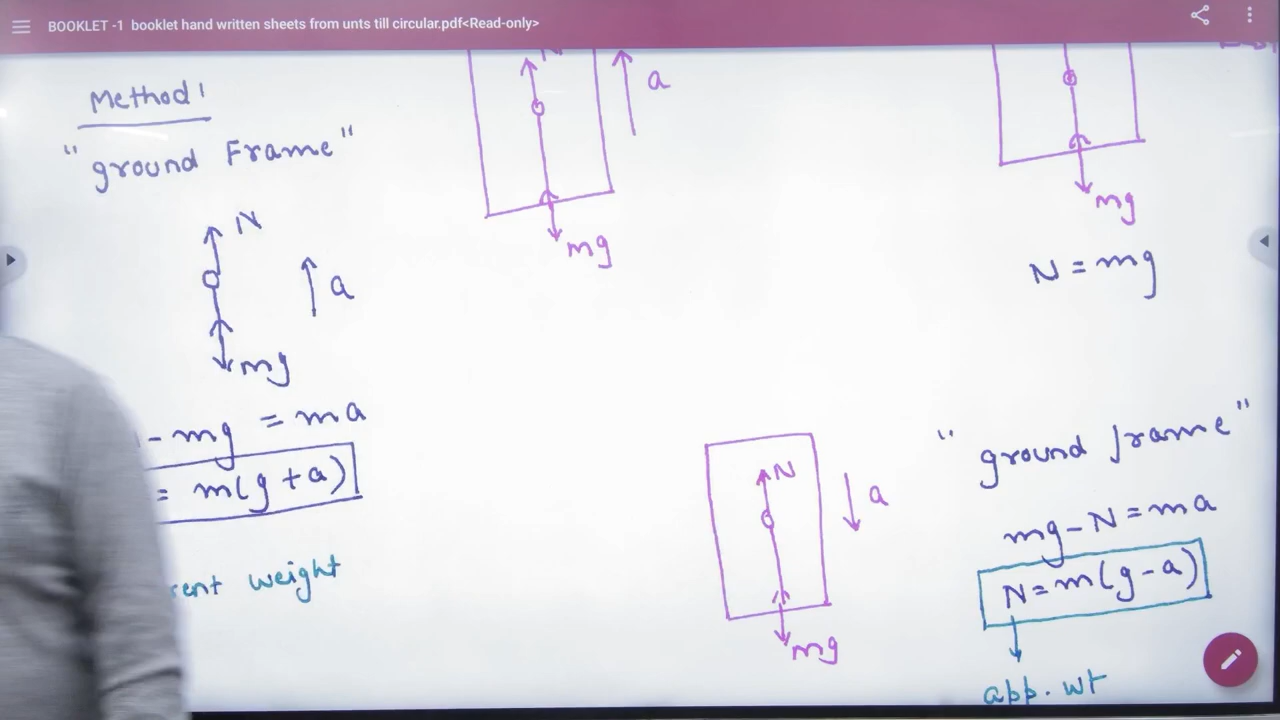 BOOKLET -1 booklet hand written sheets from unts till circular.pdf<Read-only>
Method 1
"ground Frame"
N
a
mg
- mg = ma
= m(g+a)
weight
N
a
mg
mg
N = mg
N
a
mg
"ground frame"
mg-N=ma
N=m(g-a)
app. wt